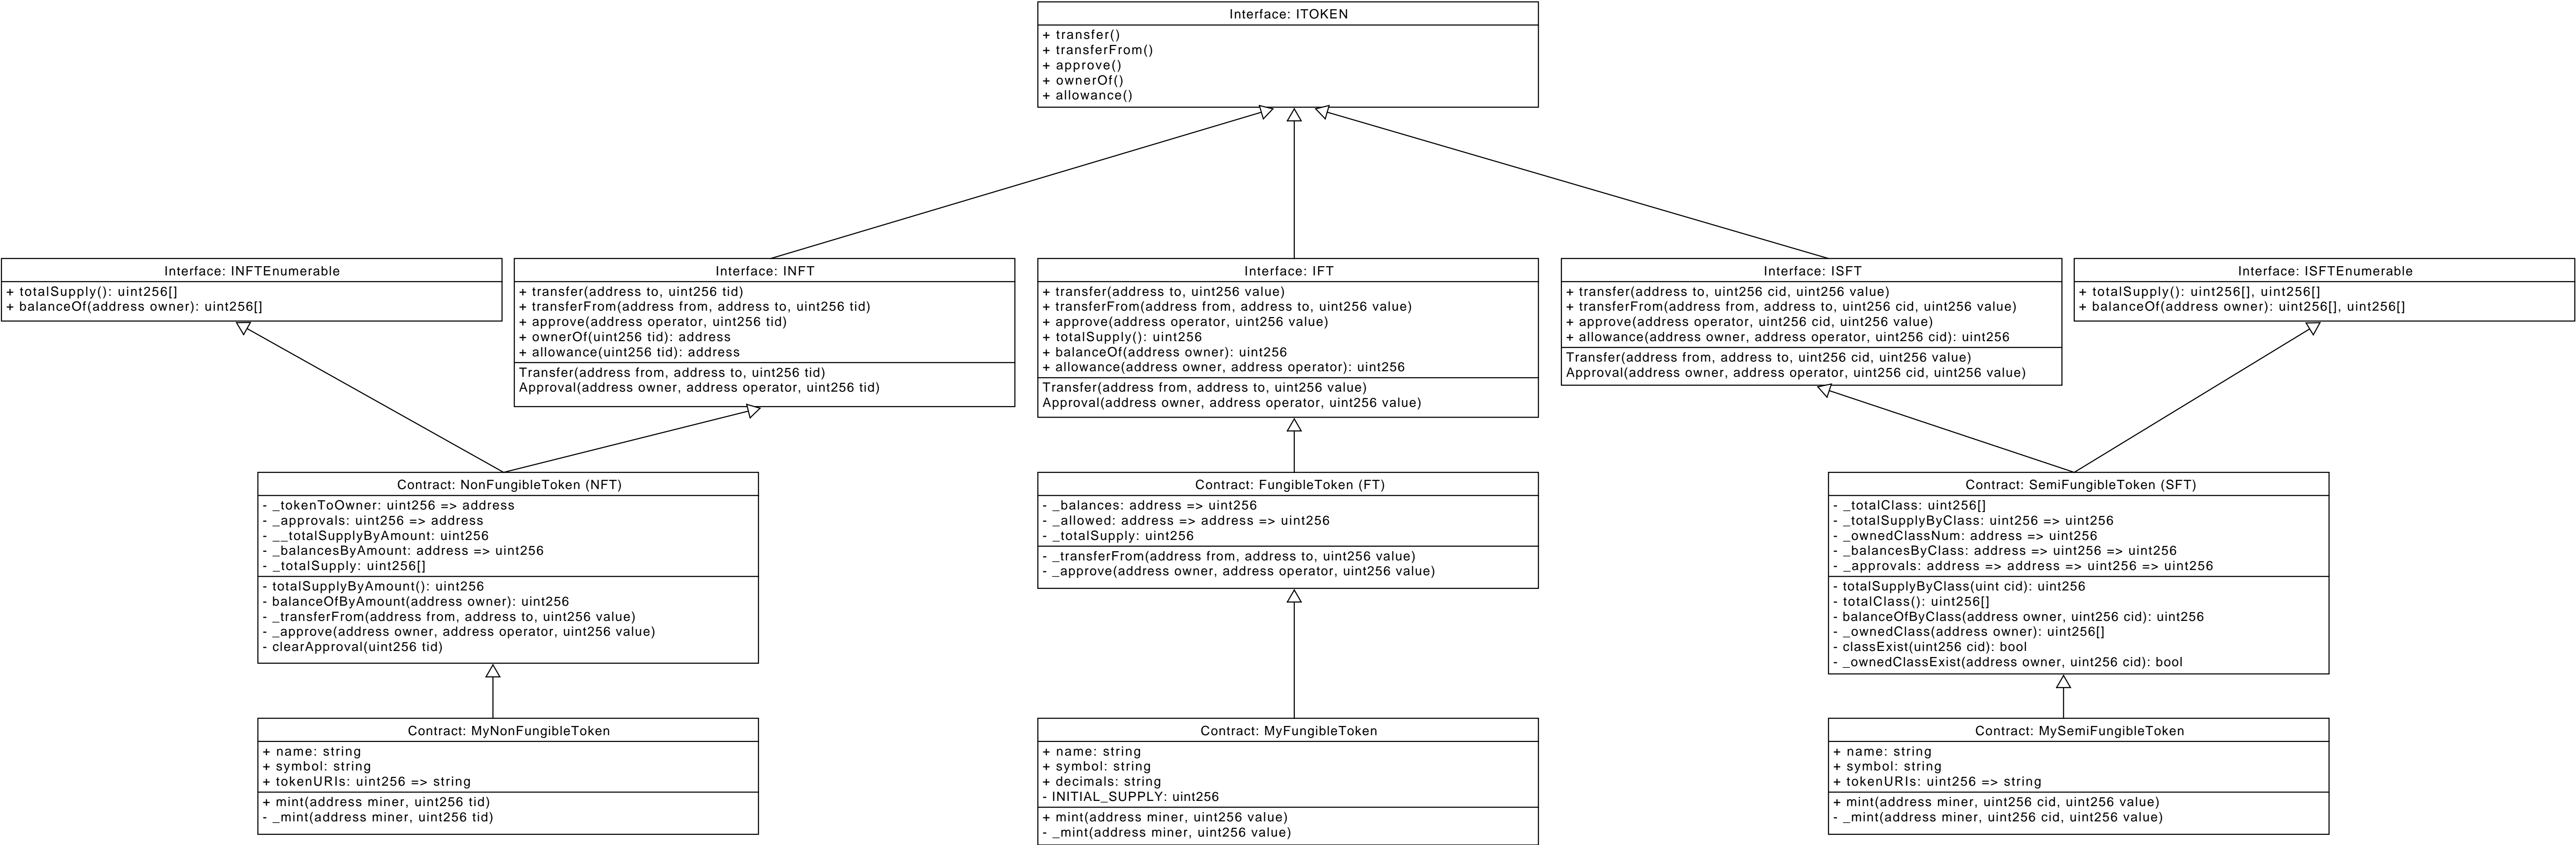 Interface: ITOKEN
+ transfer()
+ transferFrom()
+ approve()
+ ownerOf()
+ allowance()
Interface: INFTEnumerable
+ totalSupply(): uint256[]
+ balanceOf(address owner): uint256[]
Interface: INFT
+ transfer(address to, uint256 tid)
+ transferFrom(address from, address to, uint256 tid)
+ approve(address operator, uint256 tid)
+ ownerOf(uint256 tid): address
+ allowance(uint256 tid): address
Transfer(address from, address to, uint256 tid)
Approval(address owner, address operator, uint256 tid)
Interface: IFT
+ transfer(address to, uint256 value)
+ transferFrom(address from, address to, uint256 value)
+ approve(address operator, uint256 value)
+ totalSupply(): uint256
+ balanceOf(address owner): uint256
+ allowance(address owner, address operator): uint256
Transfer(address from, address to, uint256 value)
Approval(address owner, address operator, uint256 value)
Interface: ISFT
+ transfer(address to, uint256 cid, uint256 value)
+ transferFrom(address from, address to, uint256 cid, uint256 value)
+ approve(address operator, uint256 cid, uint256 value)
+ allowance(address owner, address operator, uint256 cid): uint256
Transfer(address from, address to, uint256 cid, uint256 value)
Approval(address owner, address operator, uint256 cid, uint256 value)
Interface: ISFTEnumerable
+ totalSupply(): uint256[], uint256[]
+ balanceOf(address owner): uint256[], uint256[]
Contract: NonFungibleToken (NFT)
- _tokenToOwner: uint256 => address
- _approvals: uint256 => address
- __totalSupplyByAmount: uint256
- _balancesByAmount: address => uint256
- _totalSupply: uint256[]
- totalSupplyByAmount(): uint256
- balanceOfByAmount(address owner): uint256
- _transferFrom(address from, address to, uint256 value)
- _approve(address owner, address operator, uint256 value)
- clearApproval(uint256 tid)
Contract: FungibleToken (FT)
- _balances: address => uint256
- _allowed: address => address => uint256
- _totalSupply: uint256
- _transferFrom(address from, address to, uint256 value)
- _approve(address owner, address operator, uint256 value)
Contract: SemiFungibleToken (SFT)
- _totalClass: uint256[]
- _totalSupplyByClass: uint256 => uint256
- _ownedClassNum: address => uint256
- _balancesByClass: address => uint256 => uint256
- _approvals: address => address => uint256 => uint256
- totalSupplyByClass(uint cid): uint256
- totalClass(): uint256[]
- balanceOfByClass(address owner, uint256 cid): uint256
- _ownedClass(address owner): uint256[]
- classExist(uint256 cid): bool
- _ownedClassExist(address owner, uint256 cid): bool
Contract: MyNonFungibleToken
+ name: string
+ symbol: string
+ tokenURIs: uint256 => string
+ mint(address miner, uint256 tid)
- _mint(address miner, uint256 tid)
Contract: MyFungibleToken
+ name: string
+ symbol: string
+ decimals: string
- INITIAL_SUPPLY: uint256
+ mint(address miner, uint256 value)
- _mint(address miner, uint256 value)
Contract: MySemiFungibleToken
+ name: string
+ symbol: string
+ tokenURIs: uint256 => string
+ mint(address miner, uint256 cid, uint256 value)
- _mint(address miner, uint256 cid, uint256 value)